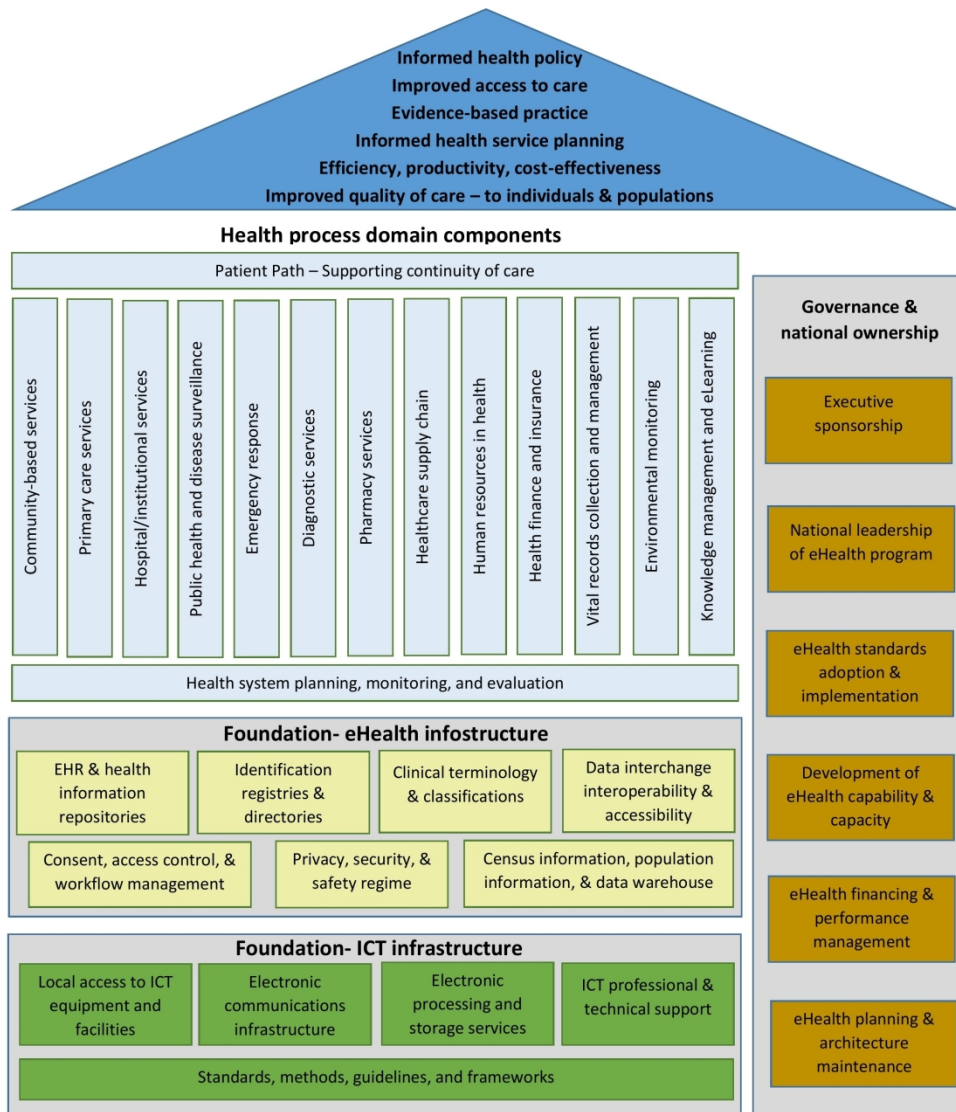 Informed health policy
Improved access to care
Evidence-based practice
Informed health service planning
Efficiency, productivity, cost-effectiveness
Improved quality of care – to individuals & populations
Health process domain components
Patient Path – Supporting continuity of care
Community-based services
Primary care services
Hospital/institutional services
Public health and disease surveillance
Emergency response
Diagnostic services
Pharmacy services
Healthcare supply chain
Human resources in health
Health finance and insurance
Vital records collection and management
Environmental monitoring
Knowledge management and eLearning
Health system planning, monitoring, and evaluation
Foundation- eHealth infostructure
EHR & health
information
repositories
Identification
registries &
directories
Clinical terminology
& classifications
Data interchange
interoperability &
accessibility
Consent, access control, &
workflow management
Privacy, security, &
safety regime
Census information, population
information, & data warehouse
Foundation- ICT infrastructure
Local access to ICT
equipment and
facilities
Electronic
communications
infrastructure
Electronic
processing and
storage services
ICT professional &
technical support
Standards, methods, guidelines, and frameworks
Governance &
national ownership
Executive
sponsorship
National leadership
of eHealth program
eHealth standards
adoption &
implementation
Development of
eHealth capability &
capacity
eHealth financing &
performance
management
eHealth planning &
architecture
maintenance